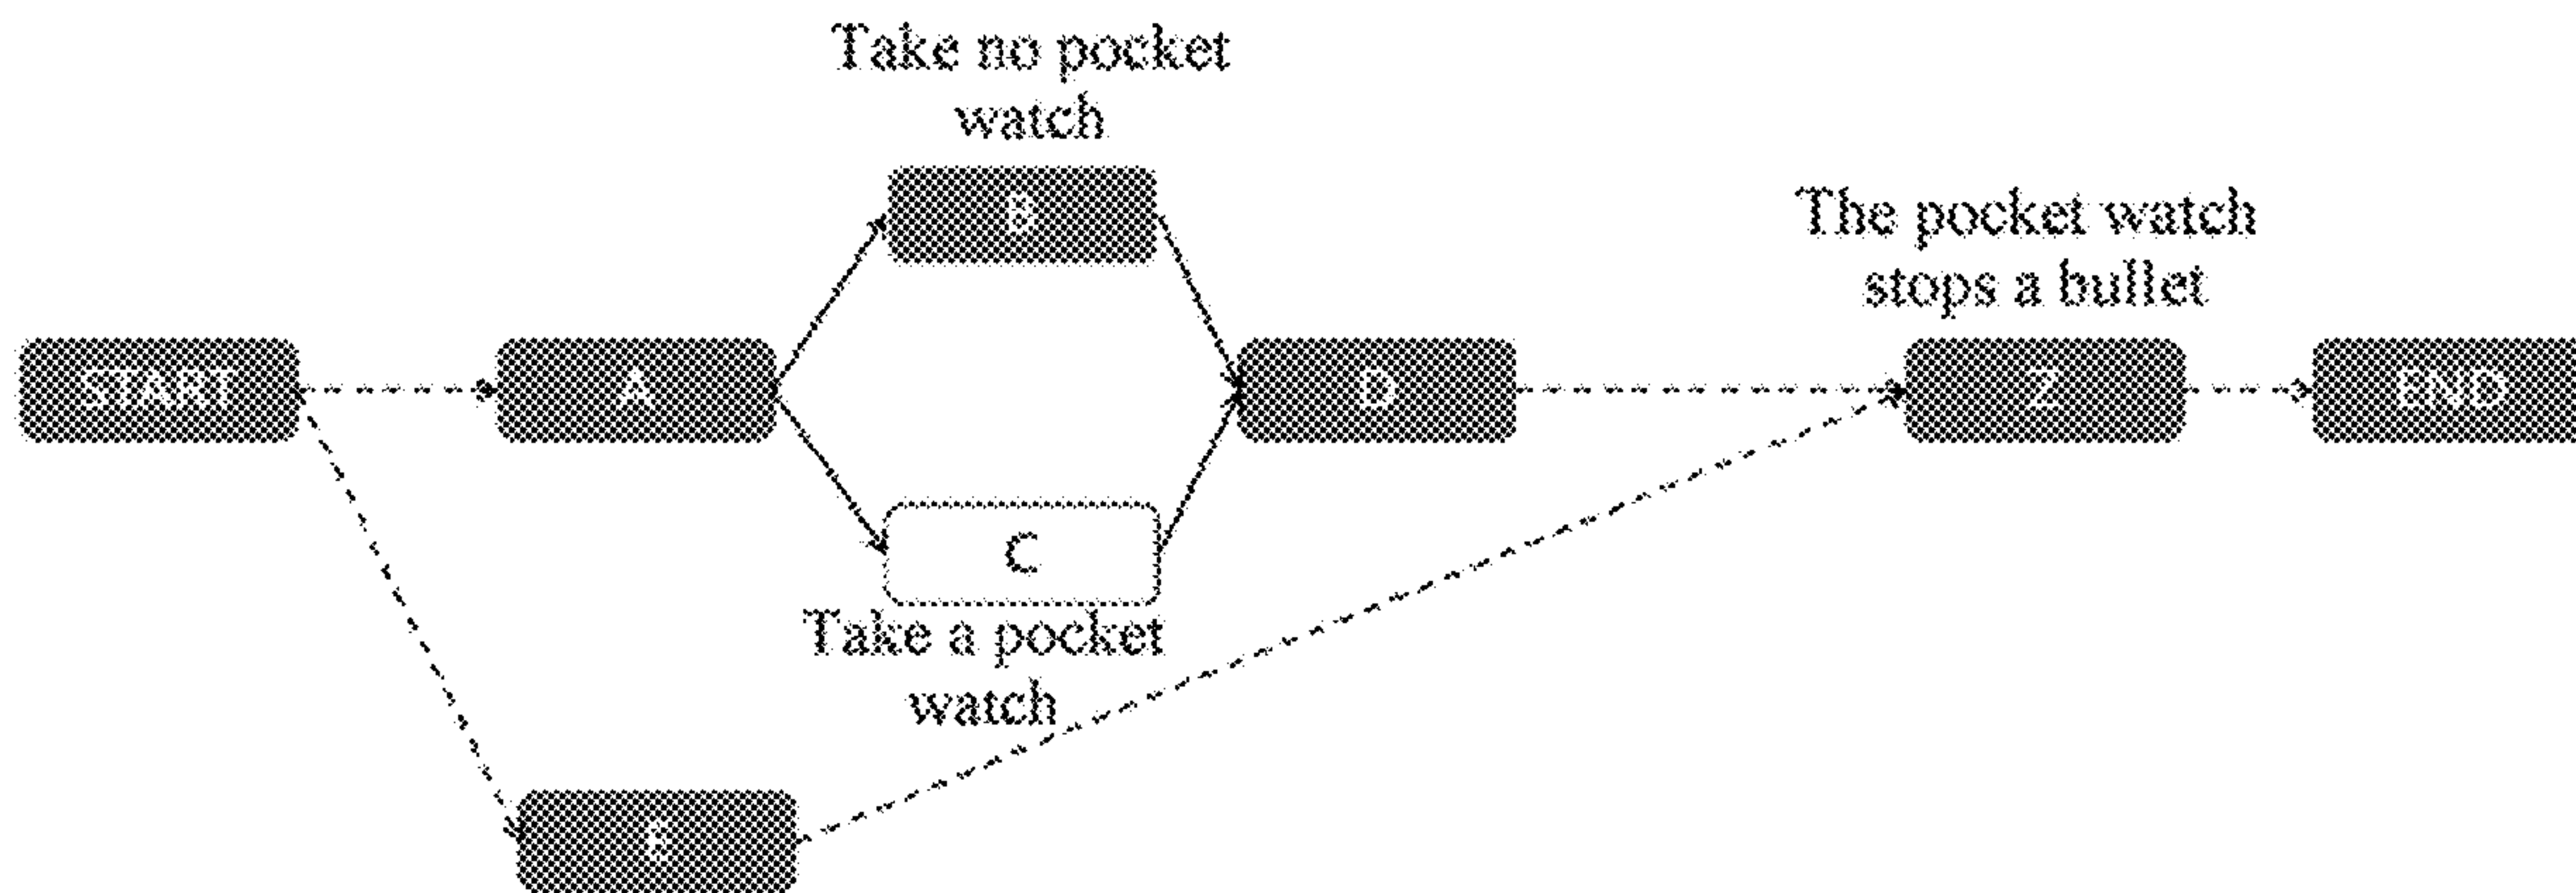 Take no pocket
watch
B
The pocket watch
stops a bullet
START
A
D
Z
END
C
Take a pocket
watch